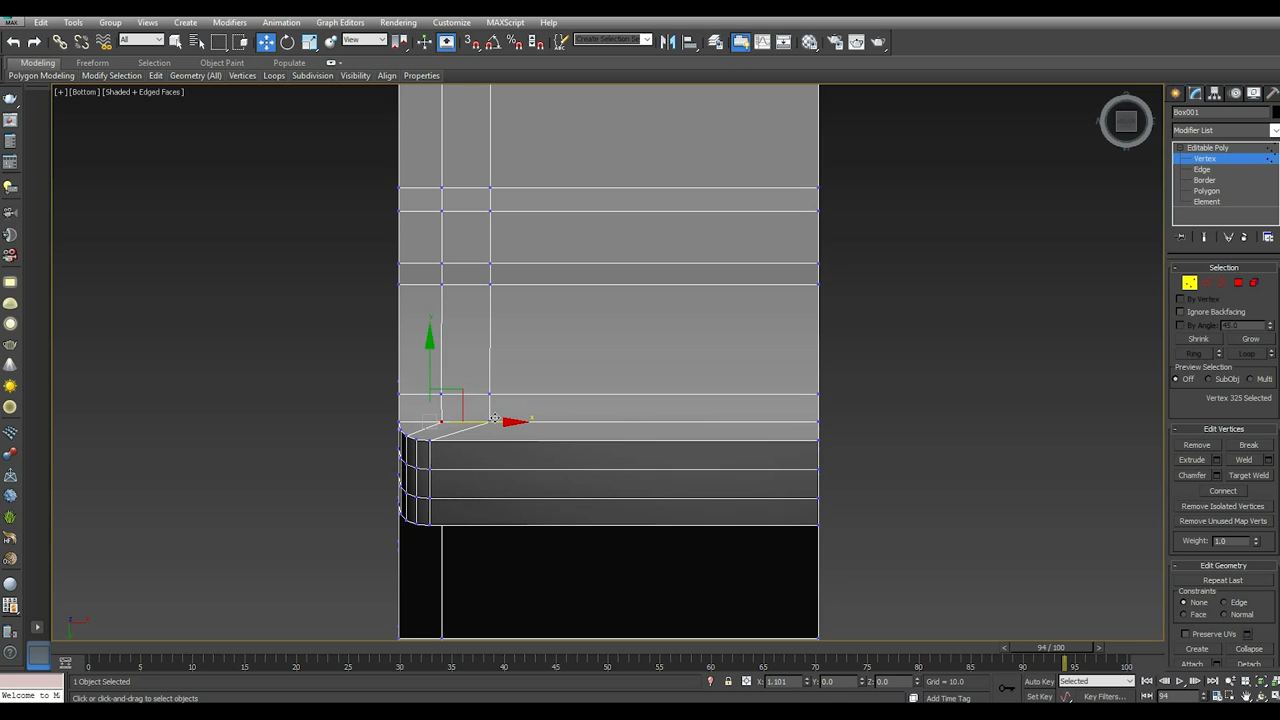 Edit Tools Group Views Create Modifiers Animation Graph Editors Rendering Customize MAXScript Help
All View Create Selection Se
Modeling Freeform Selection Object Paint Populate
Polygon Modeling Modify Selection Edit Geometry (All) Vertices Loops Subdivision Visibility Align Properties
[+] [Bottom] [Shaded + Edged Faces]
Box001
Modifier List
Editable Poly
Vertex
Edge
Border
Polygon
Element
Selection
By Vertex
Ignore Backfacing
By Angle: 45.0
Shrink Grow
Ring Loop
Preview Selection
Off SubObj Multi
Vertex 325 Selected
Edit Vertices
Remove Break
Extrude Weld
Chamfer Target Weld
Connect
Remove Isolated Vertices
Remove Unused Map Verts
Weight: 1.0
Edit Geometry
Repeat Last
Constraints
None Edge
Face Normal
Preserve UVs
Create Collapse
Attach Detach
94 / 100
0 5 10 15 20 25 30 35 40 45 50 55 60 65 70 75 80 85 90 95 100
1 Object Selected X: 1.101 Y: 0.0 Z: 0.0 Grid = 10.0 Auto Key Selected
Welcome to M Click or click-and-drag to select objects Add Time Tag Set Key Key Filters... 94